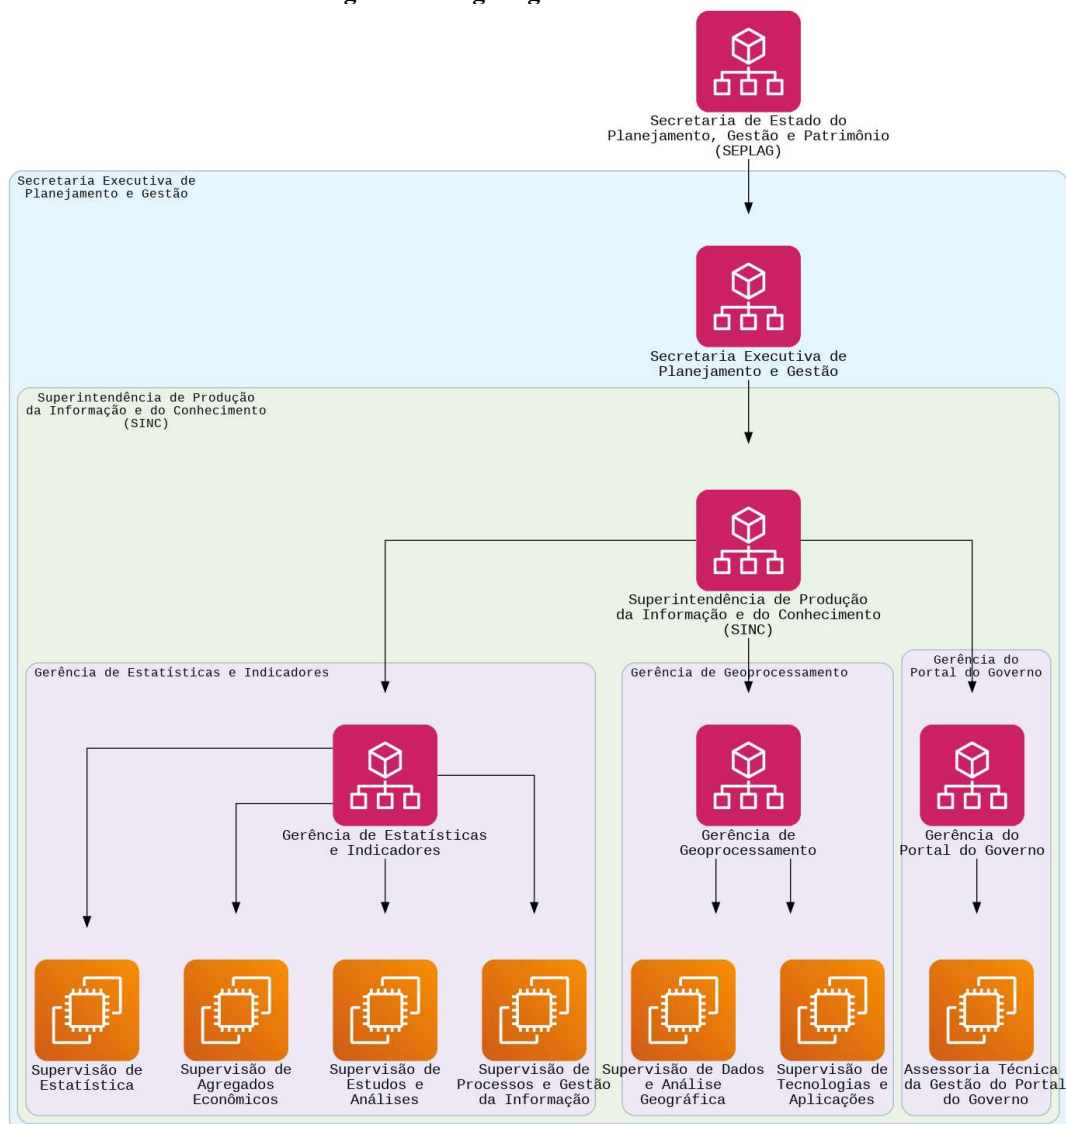 Secretaria de Estado do
Planejamento, Gestão e Patrimônio
(SEPLAG)
Secretaria Executiva de
Planejamento e Gestão
Secretaria Executiva de
Planejamento e Gestão
Superintendência de Produção
da Informação e do Conhecimento
(SINC)
Superintendência de Produção
da Informação e do Conhecimento
(SINC)
Gerência de Estatísticas e Indicadores
Gerência de Geoprocessamento
Gerência do
Portal do Governo
Gerência de Estatísticas
e Indicadores
Gerência de
Geoprocessamento
Gerência do
Portal do Governo
Supervisão de
Estatística
Supervisão de
Agregados
Econômicos
Supervisão de
Estudos e
Análises
Supervisão de
Processos e Gestão
da Informação
Supervisão de Dados
e Análise
Geográfica
Supervisão de
Tecnologias e
Aplicações
Assessoria Técnica
da Gestão do Portal
do Governo